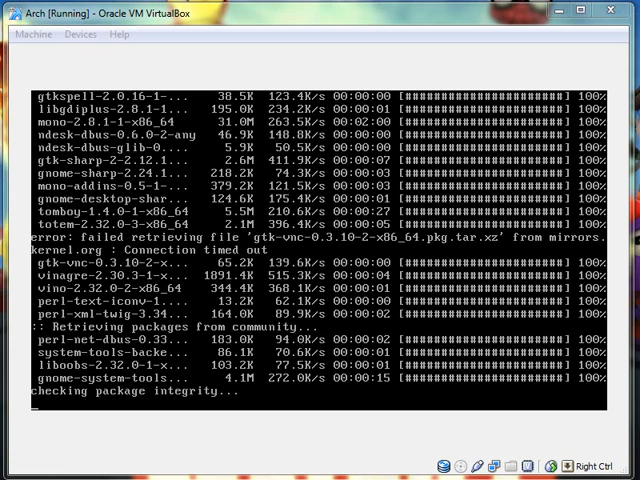 Arch [Running] - Oracle VM VirtualBox
Machine Devices Help
gtkspell-2.0.16-1-... 38.5K 123.4K/s 00:00:00 [######################] 100%
libgdiplus-2.8.1-1... 195.0K 234.2K/s 00:00:01 [######################] 100%
mono-2.8.1-1-x86_64 31.0M 263.5K/s 00:02:00 [######################] 100%
ndesk-dbus-0.6.0-2-any 46.9K 148.8K/s 00:00:00 [######################] 100%
ndesk-dbus-glib-0.... 5.9K 50.5K/s 00:00:00 [######################] 100%
gtk-sharp-2-2.12.1... 2.6M 411.9K/s 00:00:07 [######################] 100%
gnome-sharp-2.24.1... 218.2K 74.3K/s 00:00:03 [######################] 100%
mono-addins-0.5-1-... 379.2K 121.5K/s 00:00:03 [######################] 100%
gnome-desktop-shar... 124.6K 175.4K/s 00:00:01 [######################] 100%
tomboy-1.4.0-1-x86_64 5.5M 210.6K/s 00:00:27 [######################] 100%
totem-2.32.0-3-x86_64 2.1M 396.4K/s 00:00:05 [######################] 100%
error: failed retrieving file 'gtk-vnc-0.3.10-2-x86_64.pkg.tar.xz' from mirrors.
kernel.org : Connection timed out
gtk-vnc-0.3.10-2-x... 65.2K 139.6K/s 00:00:00 [######################] 100%
vinagre-2.30.3-1-x... 1891.4K 515.3K/s 00:00:04 [######################] 100%
vino-2.32.0-2-x86_64 344.4K 368.1K/s 00:00:01 [######################] 100%
perl-text-iconv-1.... 13.2K 62.1K/s 00:00:00 [######################] 100%
perl-xml-twig-3.34... 164.0K 89.9K/s 00:00:02 [######################] 100%
:: Retrieving packages from community...
perl-net-dbus-0.33... 183.0K 94.0K/s 00:00:02 [######################] 100%
system-tools-backe... 86.1K 70.6K/s 00:00:01 [######################] 100%
liboobs-2.32.0-1-x... 103.2K 77.5K/s 00:00:01 [######################] 100%
gnome-system-tools... 4.1M 272.0K/s 00:00:15 [######################] 100%
checking package integrity...
Right Ctrl